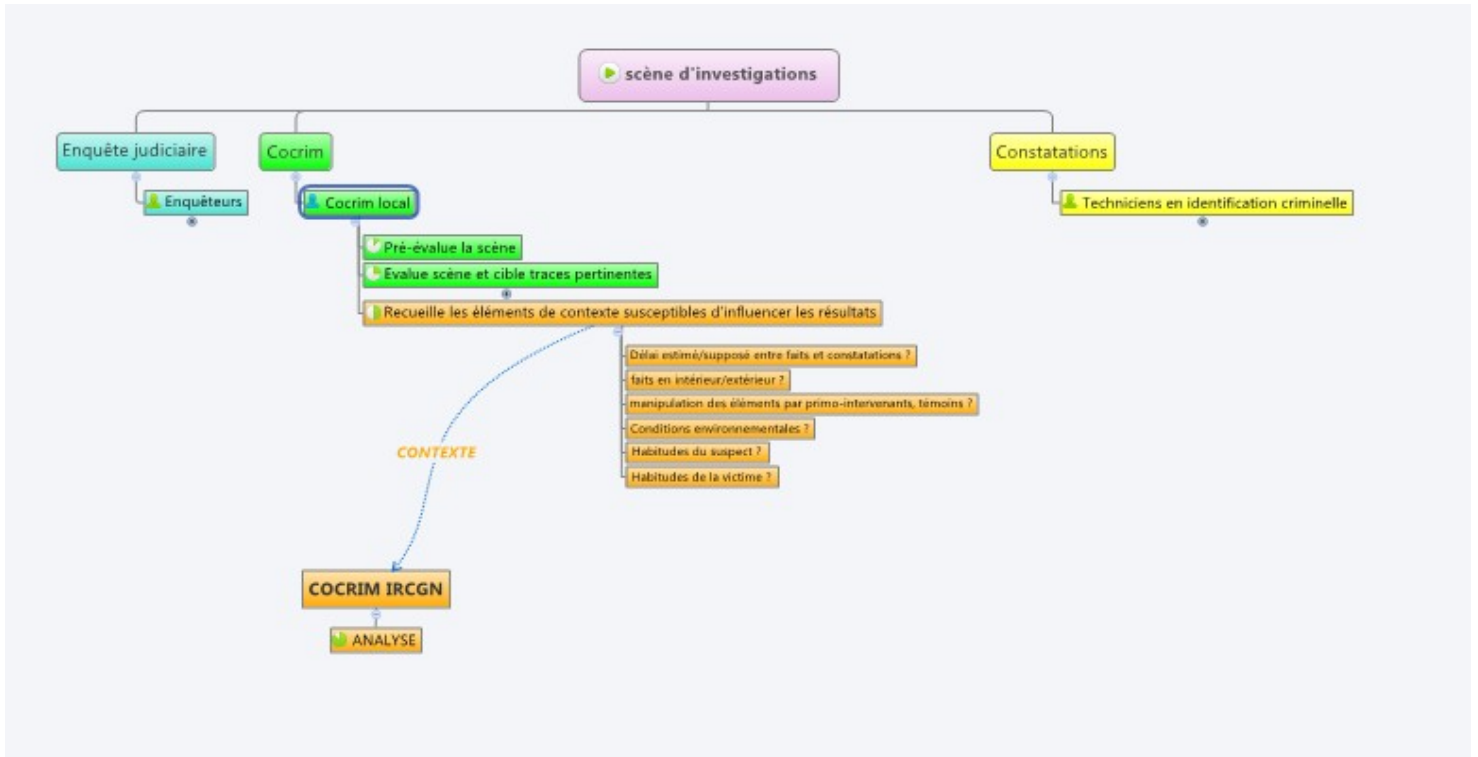 scène d'investigations
Enquête judiciaire
Cocrim
Constatations
Enquêteurs
Cocrim local
Techniciens en identification criminelle
Pré-évalue la scène
Evalue scène et cible traces pertinentes
Recueille les éléments de contexte susceptibles d'influencer les résultats
Délai estimé/supposé entre faits et constatations ?
faits en intérieur/extérieur ?
manipulation des éléments par primo-intervenants, témoins ?
Conditions environnementales ?
Habitudes du suspect ?
Habitudes de la victime ?
CONTEXTE
COCRIM IRCGN
ANALYSE